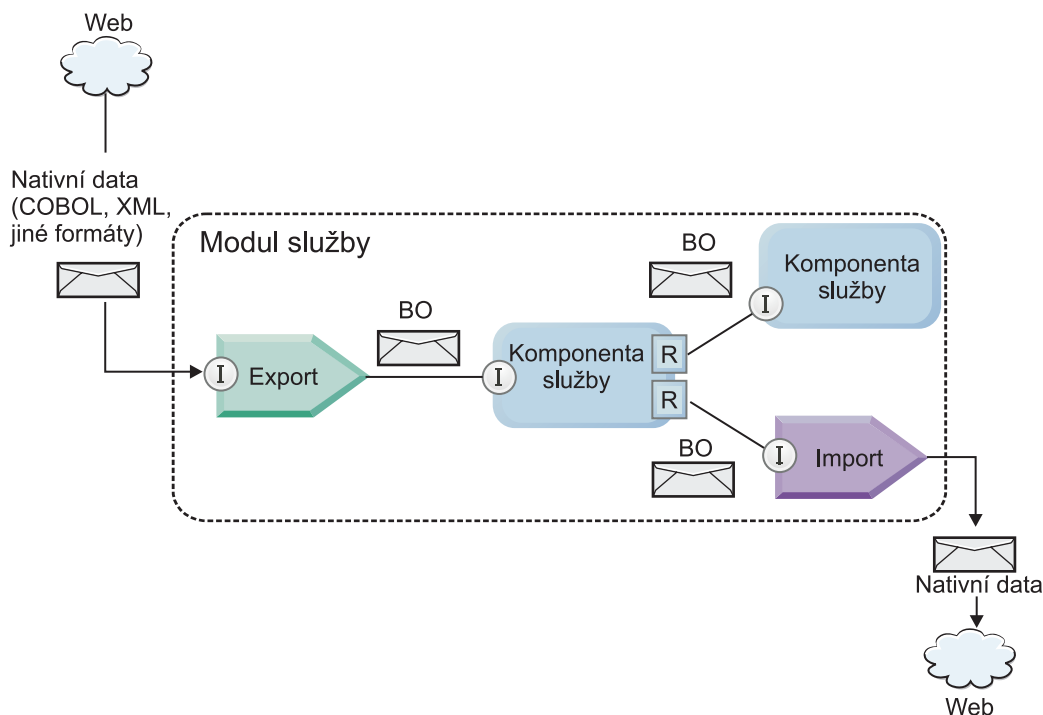 Web
Nativní data
(COBOL, XML,
jiné formáty)
Modul služby
BO
Komponenta
služby
I
BO
I
Export
I
Komponenta
služby
R
R
BO
I
Import
Nativní data
Web